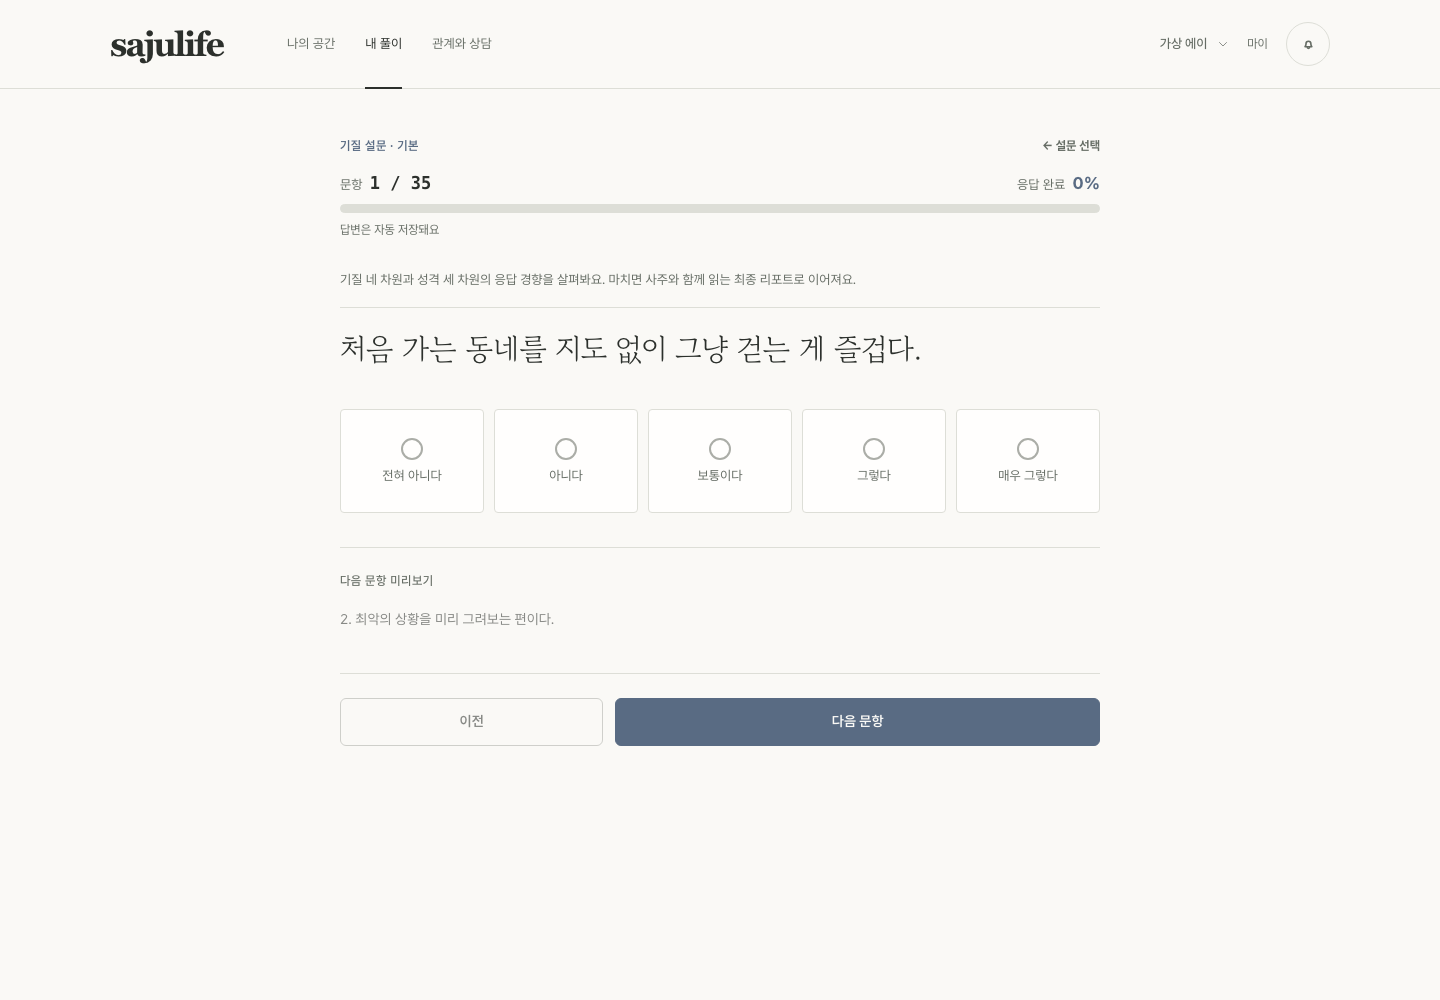 sajulife
나의 공간
내 풀이
관계와 상담
가상 에이
마이
기질 설문 · 기본
← 설문 선택
문항 1 / 35
응답 완료 0%
답변은 자동 저장돼요
기질 네 차원과 성격 세 차원의 응답 경향을 살펴봐요. 마치면 사주와 함께 읽는 최종 리포트로 이어져요.
처음 가는 동네를 지도 없이 그냥 걷는 게 즐겁다.
전혀 아니다
아니다
보통이다
그렇다
매우 그렇다
다음 문항 미리보기
2. 최악의 상황을 미리 그려보는 편이다.
이전
다음 문항